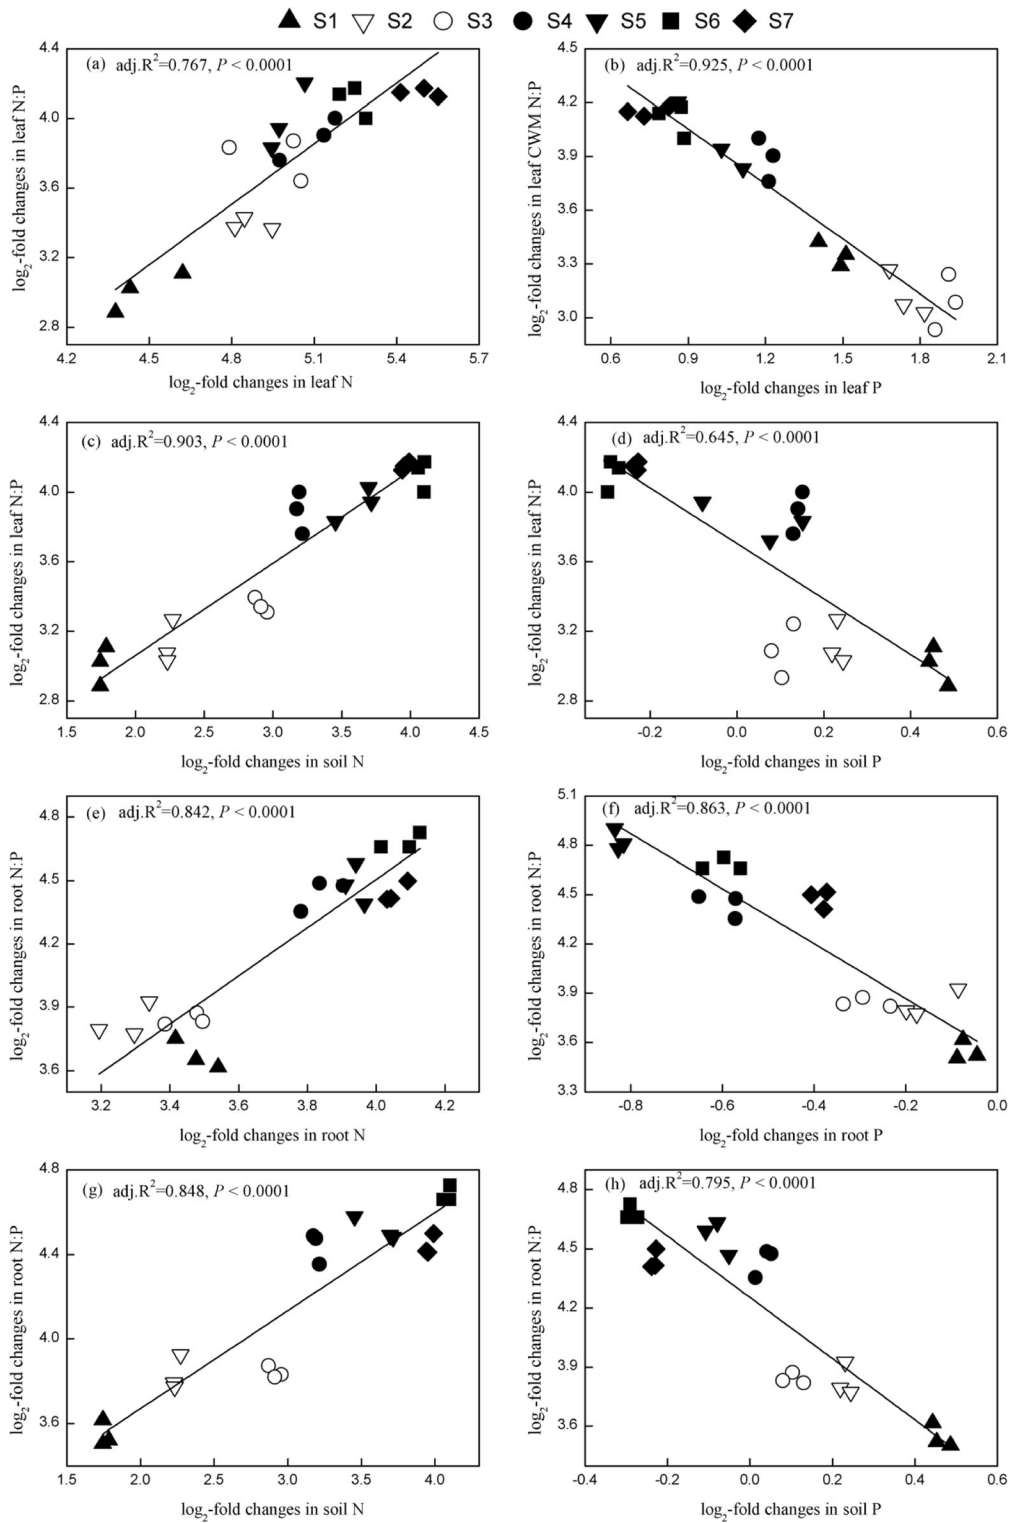 S1 S2 S3 S4 S5 S6 S7
(a) adj.R²=0.767, P < 0.0001
log₂-fold changes in leaf N:P
4.4
4.0
3.6
3.2
2.8
4.2 4.5 4.8 5.1 5.4 5.7
log₂-fold changes in leaf N
(b) adj.R²=0.925, P < 0.0001
log₂-fold changes in leaf CWM N:P
4.5
4.2
3.9
3.6
3.3
3.0
0.6 0.9 1.2 1.5 1.8 2.1
log₂-fold changes in leaf P
(c) adj.R²=0.903, P < 0.0001
log₂-fold changes in leaf N:P
4.4
4.0
3.6
3.2
2.8
1.5 2.0 2.5 3.0 3.5 4.0 4.5
log₂-fold changes in soil N
(d) adj.R²=0.645, P < 0.0001
log₂-fold changes in leaf N:P
4.4
4.0
3.6
3.2
2.8
-0.2 0.0 0.2 0.4 0.6
log₂-fold changes in soil P
(e) adj.R²=0.842, P < 0.0001
log₂-fold changes in root N:P
4.8
4.5
4.2
3.9
3.6
3.2 3.4 3.6 3.8 4.0 4.2
log₂-fold changes in root N
(f) adj.R²=0.863, P < 0.0001
log₂-fold changes in root N:P
5.1
4.8
4.5
4.2
3.9
3.6
3.3
-0.8 -0.6 -0.4 -0.2 0.0
log₂-fold changes in root P
(g) adj.R²=0.848, P < 0.0001
log₂-fold changes in root N:P
4.8
4.4
4.0
3.6
1.5 2.0 2.5 3.0 3.5 4.0
log₂-fold changes in soil N
(h) adj.R²=0.795, P < 0.0001
log₂-fold changes in root N:P
4.8
4.5
4.2
3.9
3.6
-0.4 -0.2 0.0 0.2 0.4 0.6
log₂-fold changes in soil P